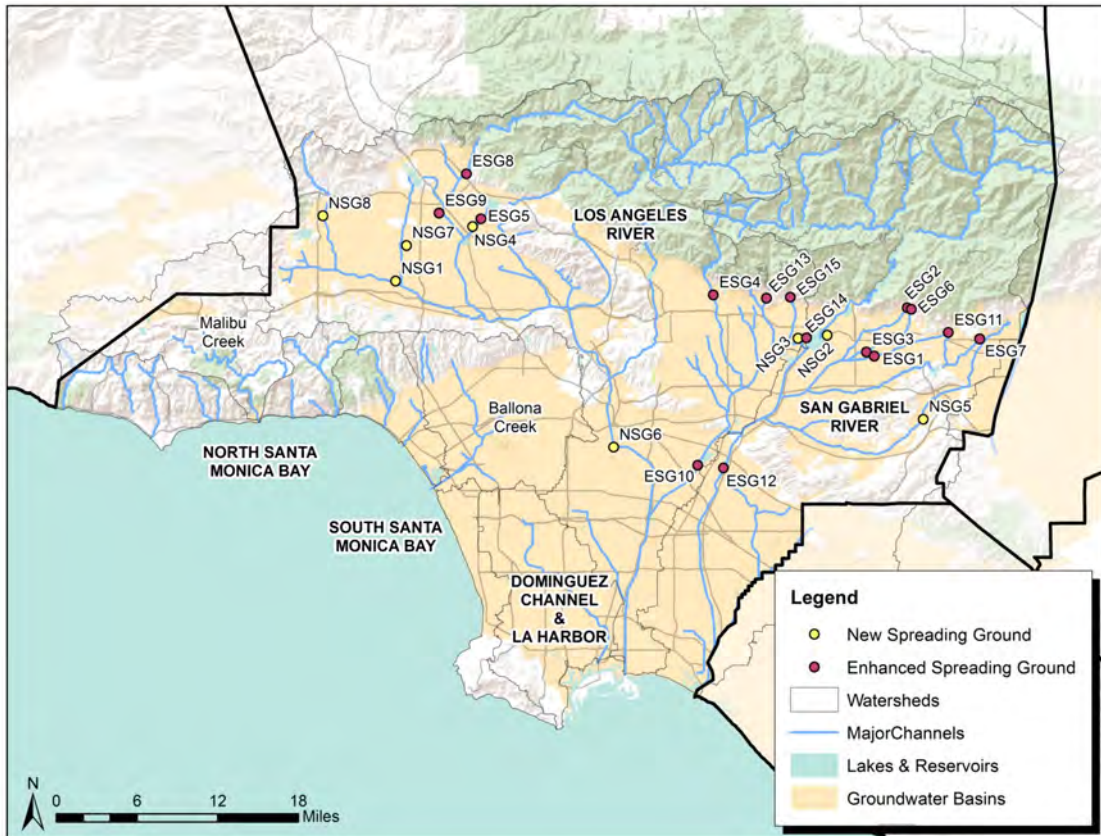 ESG8
NSG8
ESG9
ESG5
NSG7
NSG4
LOS ANGELES
RIVER
NSG1
ESG4
ESG13
ESG15
ESG14
ESG2
ESG6
Malibu
Creek
NSG3
NSG2
ESG3
ESG1
ESG11
ESG7
Ballona
Creek
SAN GABRIEL
RIVER
NSG5
NORTH SANTA
MONICA BAY
NSG6
ESG10
ESG12
SOUTH SANTA
MONICA BAY
DOMINGUEZ
CHANNEL
&
LA HARBOR
Legend
New Spreading Ground
Enhanced Spreading Ground
Watersheds
MajorChannels
Lakes & Reservoirs
Groundwater Basins
N
0 6 12 18
Miles